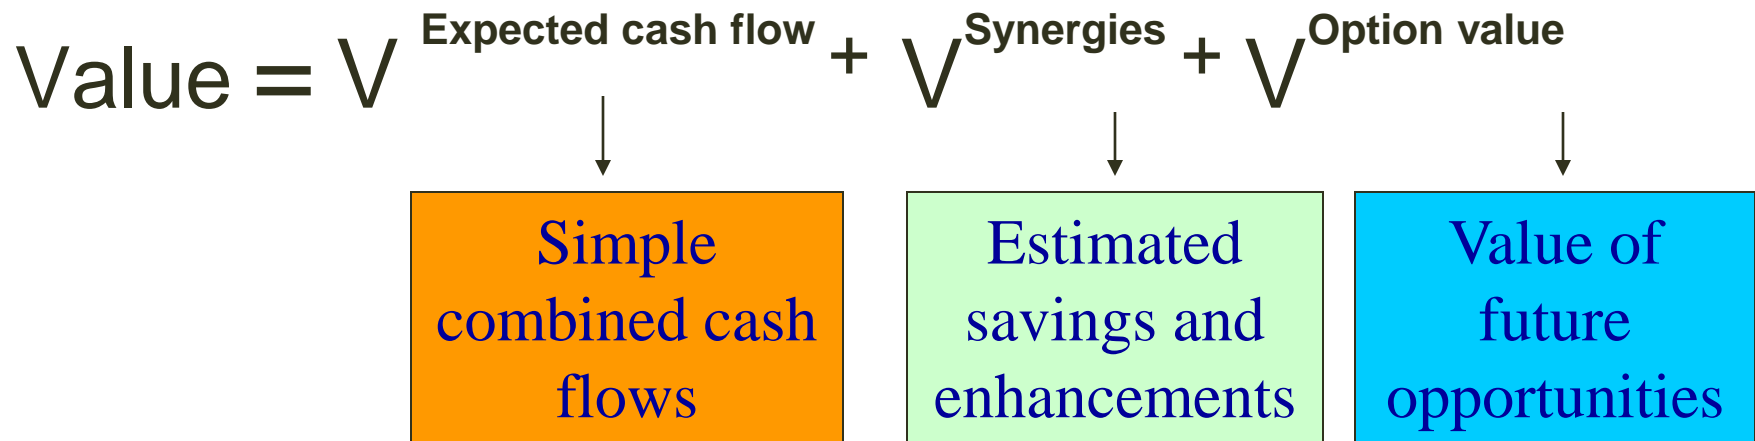 Value = V Expected cash flow + V Synergies + V Option value
Simple
combined cash
flows
Estimated
savings and
enhancements
Value of
future
opportunities